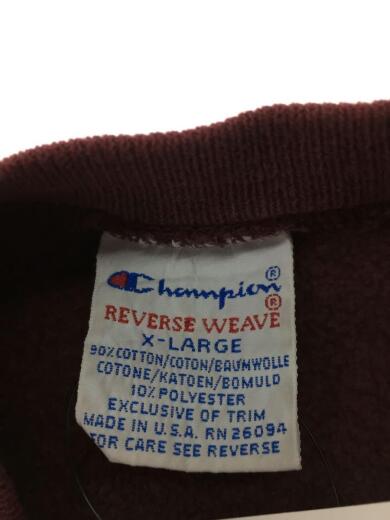 Champion®
REVERSE WEAVE®
X-LARGE
90% COTTON/COTON/BAUMWOLLE
COTONE/KATOEN/BOMULD
10% POLYESTER
EXCLUSIVE OF TRIM
MADE IN U.S.A. RN 26094
FOR CARE SEE REVERSE